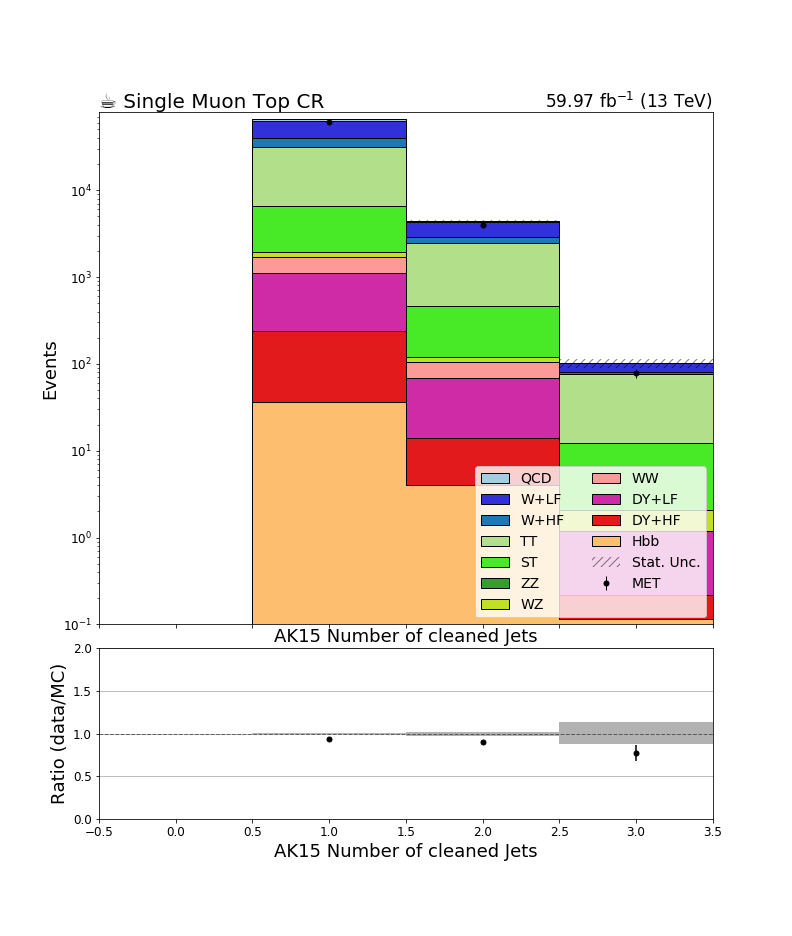 ☕ Single Muon Top CR
59.97 fb⁻¹ (13 TeV)
Events
10⁴
10³
10²
10¹
10⁰
10⁻¹
QCD
W+LF
W+HF
TT
ST
ZZ
WZ
WW
DY+LF
DY+HF
Hbb
Stat. Unc.
MET
AK15 Number of cleaned Jets
Ratio (data/MC)
2.0
1.5
1.0
0.5
0.0
−0.5 0.0 0.5 1.0 1.5 2.0 2.5 3.0 3.5
AK15 Number of cleaned Jets